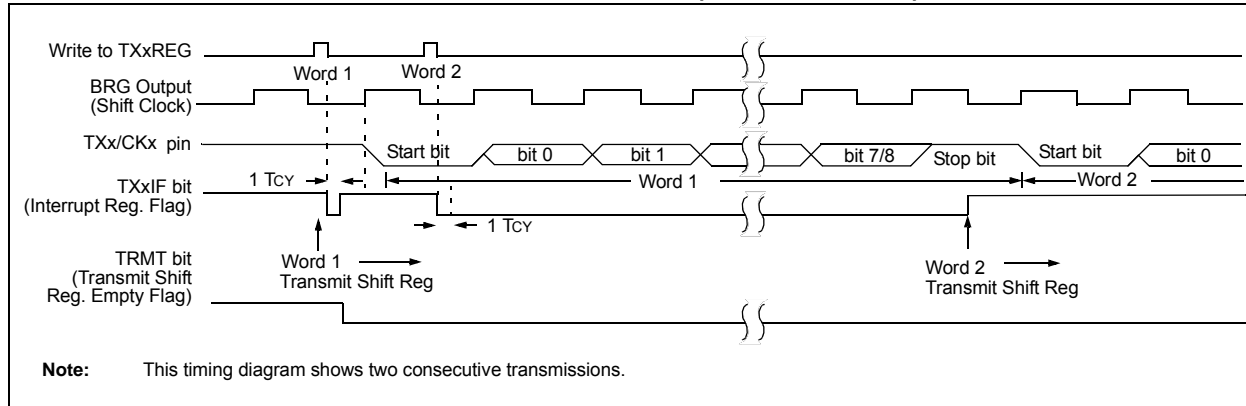 Write to TXxREG
Word 1
Word 2
BRG Output
(Shift Clock)
TXx/CKx pin
Start bit
bit 0
bit 1
bit 7/8
Stop bit
Start bit
bit 0
1 TCY
Word 1
Word 2
TXxIF bit
(Interrupt Reg. Flag)
1 TCY
TRMT bit
(Transmit Shift
Reg. Empty Flag)
Word 1
Transmit Shift Reg
Word 2
Transmit Shift Reg
Note: This timing diagram shows two consecutive transmissions.